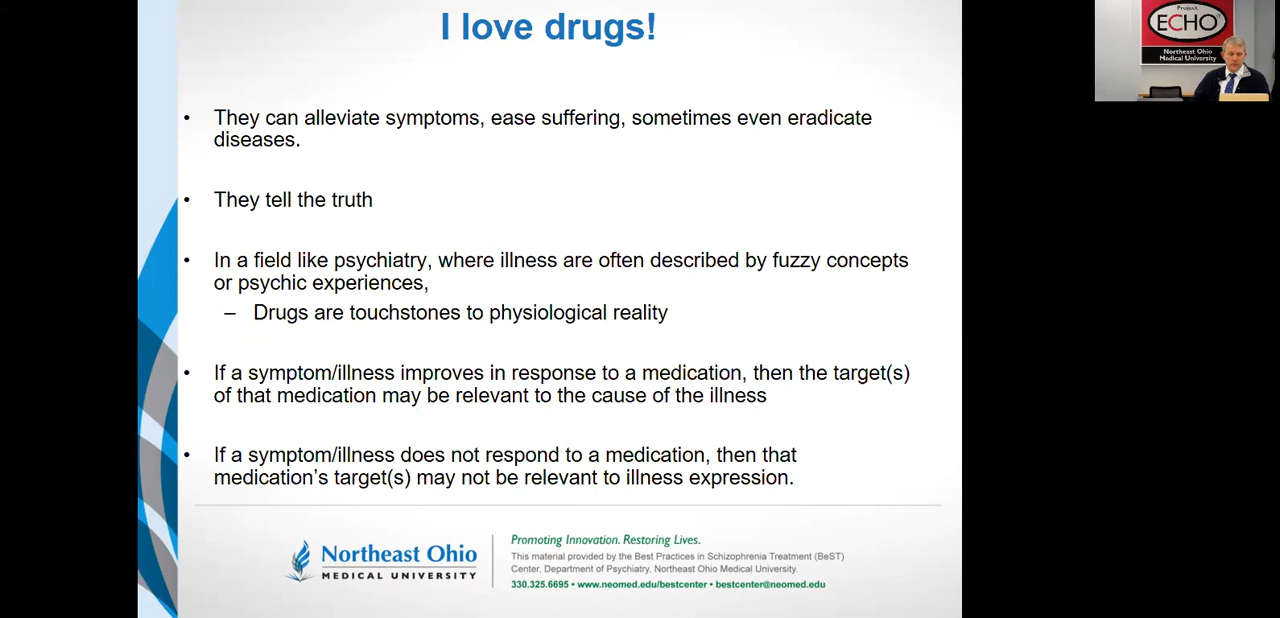 I love drugs!
Project
ECHO®
Northeast Ohio
Medical University
• They can alleviate symptoms, ease suffering, sometimes even eradicate
diseases.
• They tell the truth
• In a field like psychiatry, where illness are often described by fuzzy concepts
or psychic experiences,
– Drugs are touchstones to physiological reality
• If a symptom/illness improves in response to a medication, then the target(s)
of that medication may be relevant to the cause of the illness
• If a symptom/illness does not respond to a medication, then that
medication’s target(s) may not be relevant to illness expression.
Northeast Ohio
MEDICAL UNIVERSITY
Promoting Innovation. Restoring Lives.
This material provided by the Best Practices in Schizophrenia Treatment (BeST)
Center, Department of Psychiatry, Northeast Ohio Medical University.
330.325.6695 • www.neomed.edu/bestcenter • bestcenter@neomed.edu